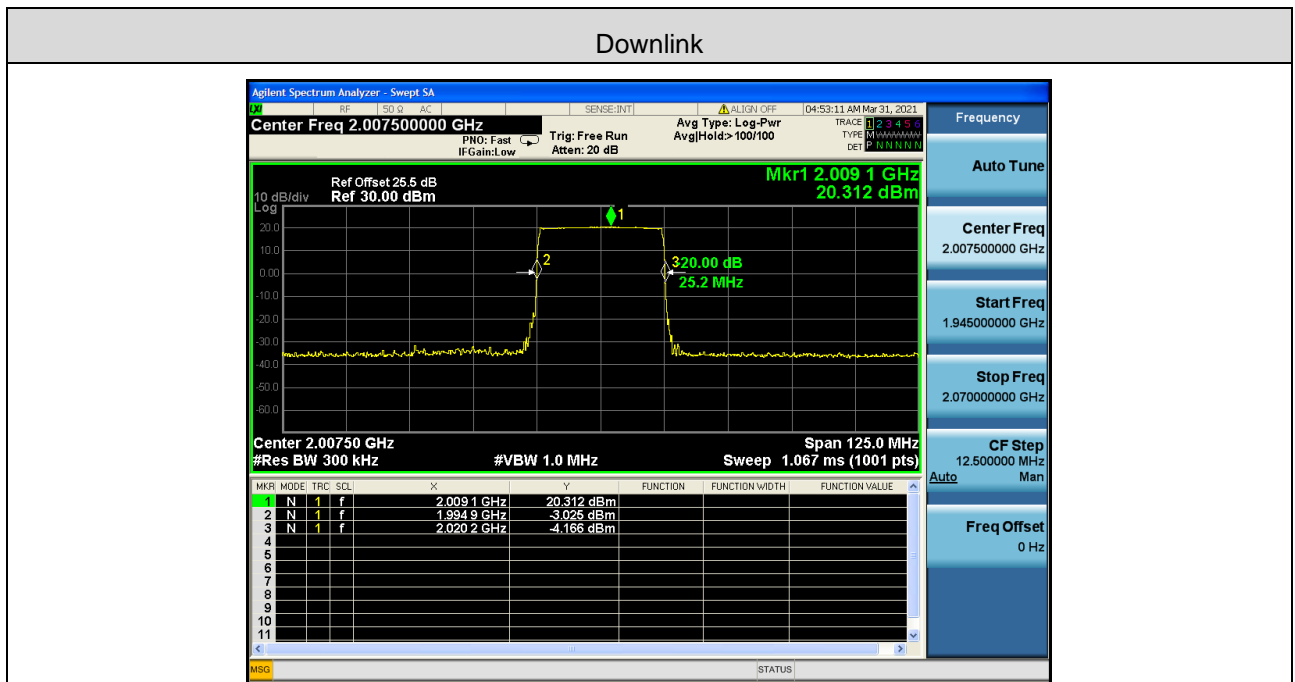 Downlink
Agilent Spectrum Analyzer - Swept SA
LXI RF 50 Ω AC SENSE:INT ALIGN OFF 04:53:11 AM Mar 31, 2021
Center Freq 2.007500000 GHz
PNO: Fast
IFGain:Low
Trig: Free Run
Atten: 20 dB
Avg Type: Log-Pwr
Avg|Hold:>100/100
TRACE 1 2 3 4 5 6
TYPE M
DET P N N N N N
Mkr1 2.009 1 GHz
20.312 dBm
Ref Offset 25.5 dB
10 dB/div Ref 30.00 dBm
Log
20.0
10.0
0.00
-10.0
-20.0
-30.0
-40.0
-50.0
-60.0
1
2
3
20.00 dB
25.2 MHz
Center 2.00750 GHz Span 125.0 MHz
#Res BW 300 kHz #VBW 1.0 MHz Sweep 1.067 ms (1001 pts)
MKR MODE TRC SCL X Y FUNCTION FUNCTION WIDTH FUNCTION VALUE
1 N 1 f 2.009 1 GHz 20.312 dBm
2 N 1 f 1.994 9 GHz -3.025 dBm
3 N 1 f 2.020 2 GHz -4.166 dBm
4
5
6
7
8
9
10
11
MSG STATUS
Frequency
Auto Tune
Center Freq
2.007500000 GHz
Start Freq
1.945000000 GHz
Stop Freq
2.070000000 GHz
CF Step
12.500000 MHz
Auto Man
Freq Offset
0 Hz